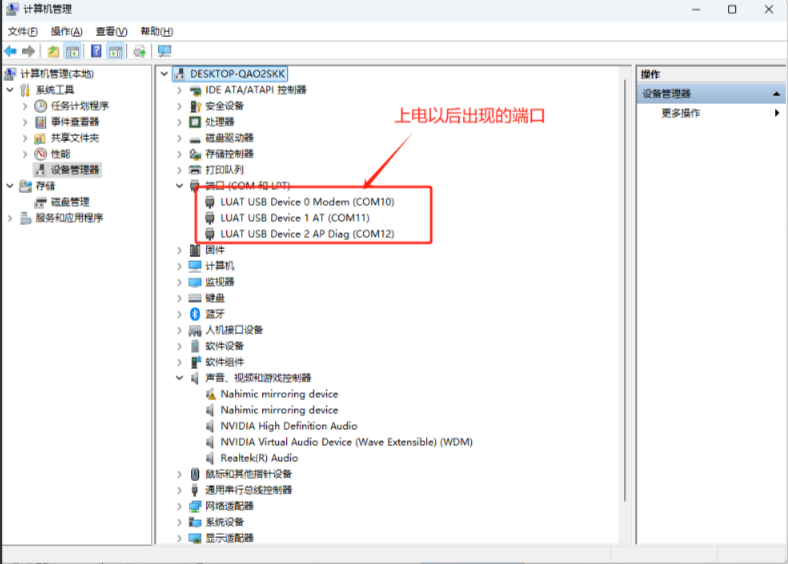 计算机管理
文件(F) 操作(A) 查看(V) 帮助(H)
计算机管理(本地)
系统工具
任务计划程序
事件查看器
共享文件夹
性能
设备管理器
存储
磁盘管理
服务和应用程序
DESKTOP-QAO2SKK
IDE ATA/ATAPI 控制器
安全设备
处理器
磁盘驱动器
存储控制器
打印队列
端口 (COM 和 LPT)
LUAT USB Device 0 Modem (COM10)
LUAT USB Device 1 AT (COM11)
LUAT USB Device 2 AP Diag (COM12)
固件
计算机
监视器
键盘
蓝牙
人机接口设备
软件设备
软件组件
声音、视频和游戏控制器
Nahimic mirroring device
Nahimic mirroring device
NVIDIA High Definition Audio
NVIDIA Virtual Audio Device (Wave Extensible) (WDM)
Realtek(R) Audio
鼠标和其他指针设备
通用串行总线控制器
网络适配器
系统设备
显示适配器
上电以后出现的端口
操作
设备管理器
更多操作